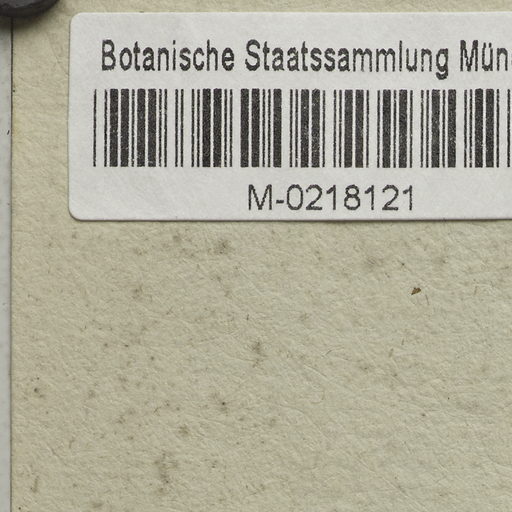 Botanische Staatssammlung Mün
M-0218121